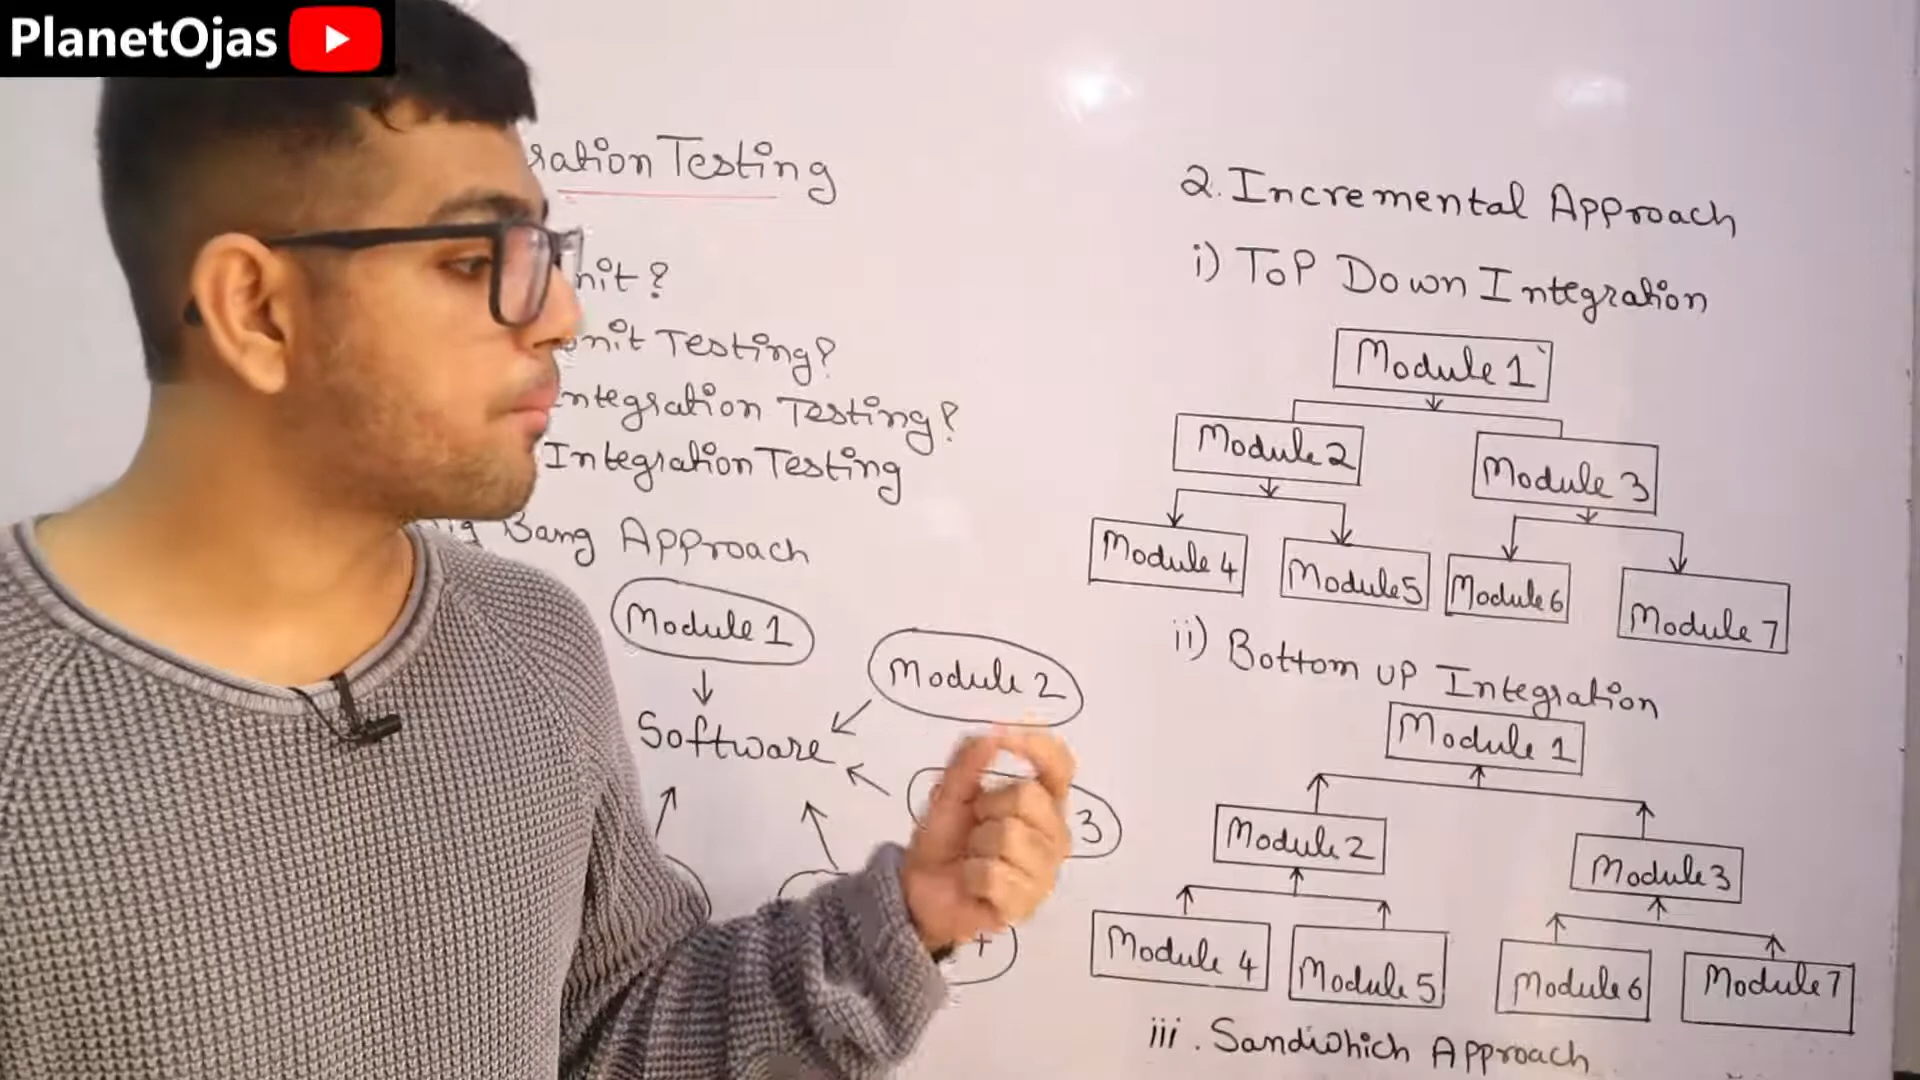 PlanetOjas
ration Testing
nit?
nit Testing?
Integration Testing?
Integration Testing
Bang Approach
Module 1
Module 2
Software
3
2. Incremental Approach
i) Top Down Integration
Module 1
Module 2
Module 3
Module 4
Module 5
Module 6
Module 7
ii) Bottom up Integration
Module 1
Module 2
Module 3
Module 4
Module 5
Module 6
Module 7
iii. Sandiohich Approach